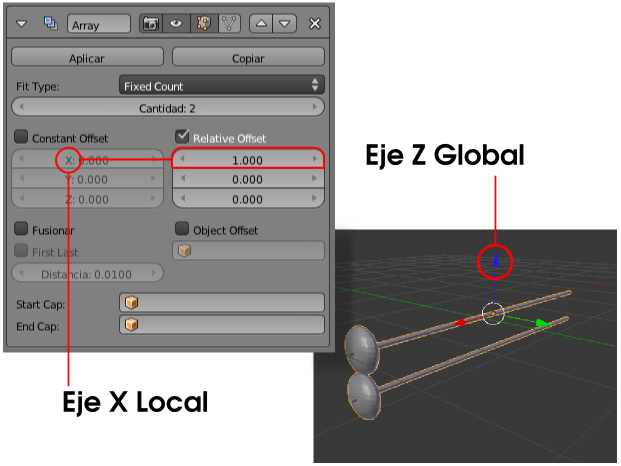 Array
Aplicar Copiar
Fit Type: Fixed Count
Cantidad: 2
Constant Offset Relative Offset
X: 0.000 1.000
Y: 0.000 0.000
Z: 0.000 0.000
Fusionar Object Offset
First Last
Distancia: 0.0100
Start Cap:
End Cap:
Eje X Local
Eje Z Global